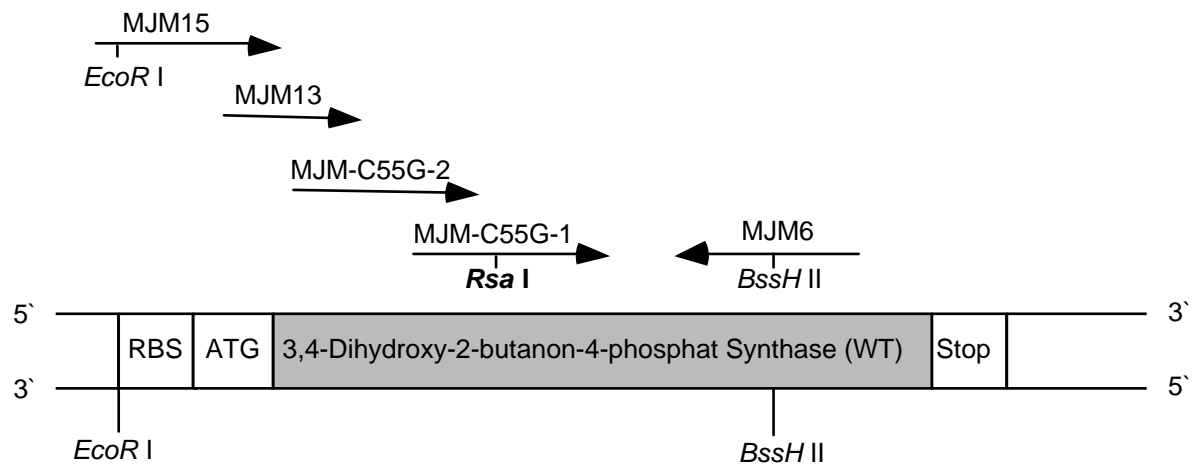 MJM15
EcoR I
MJM13
MJM-C55G-2
MJM-C55G-1 MJM6
Rsa I BssH II
5` 3`
RBS ATG 3,4-Dihydroxy-2-butanon-4-phosphat Synthase (WT) Stop
3` 5`
EcoR I BssH II